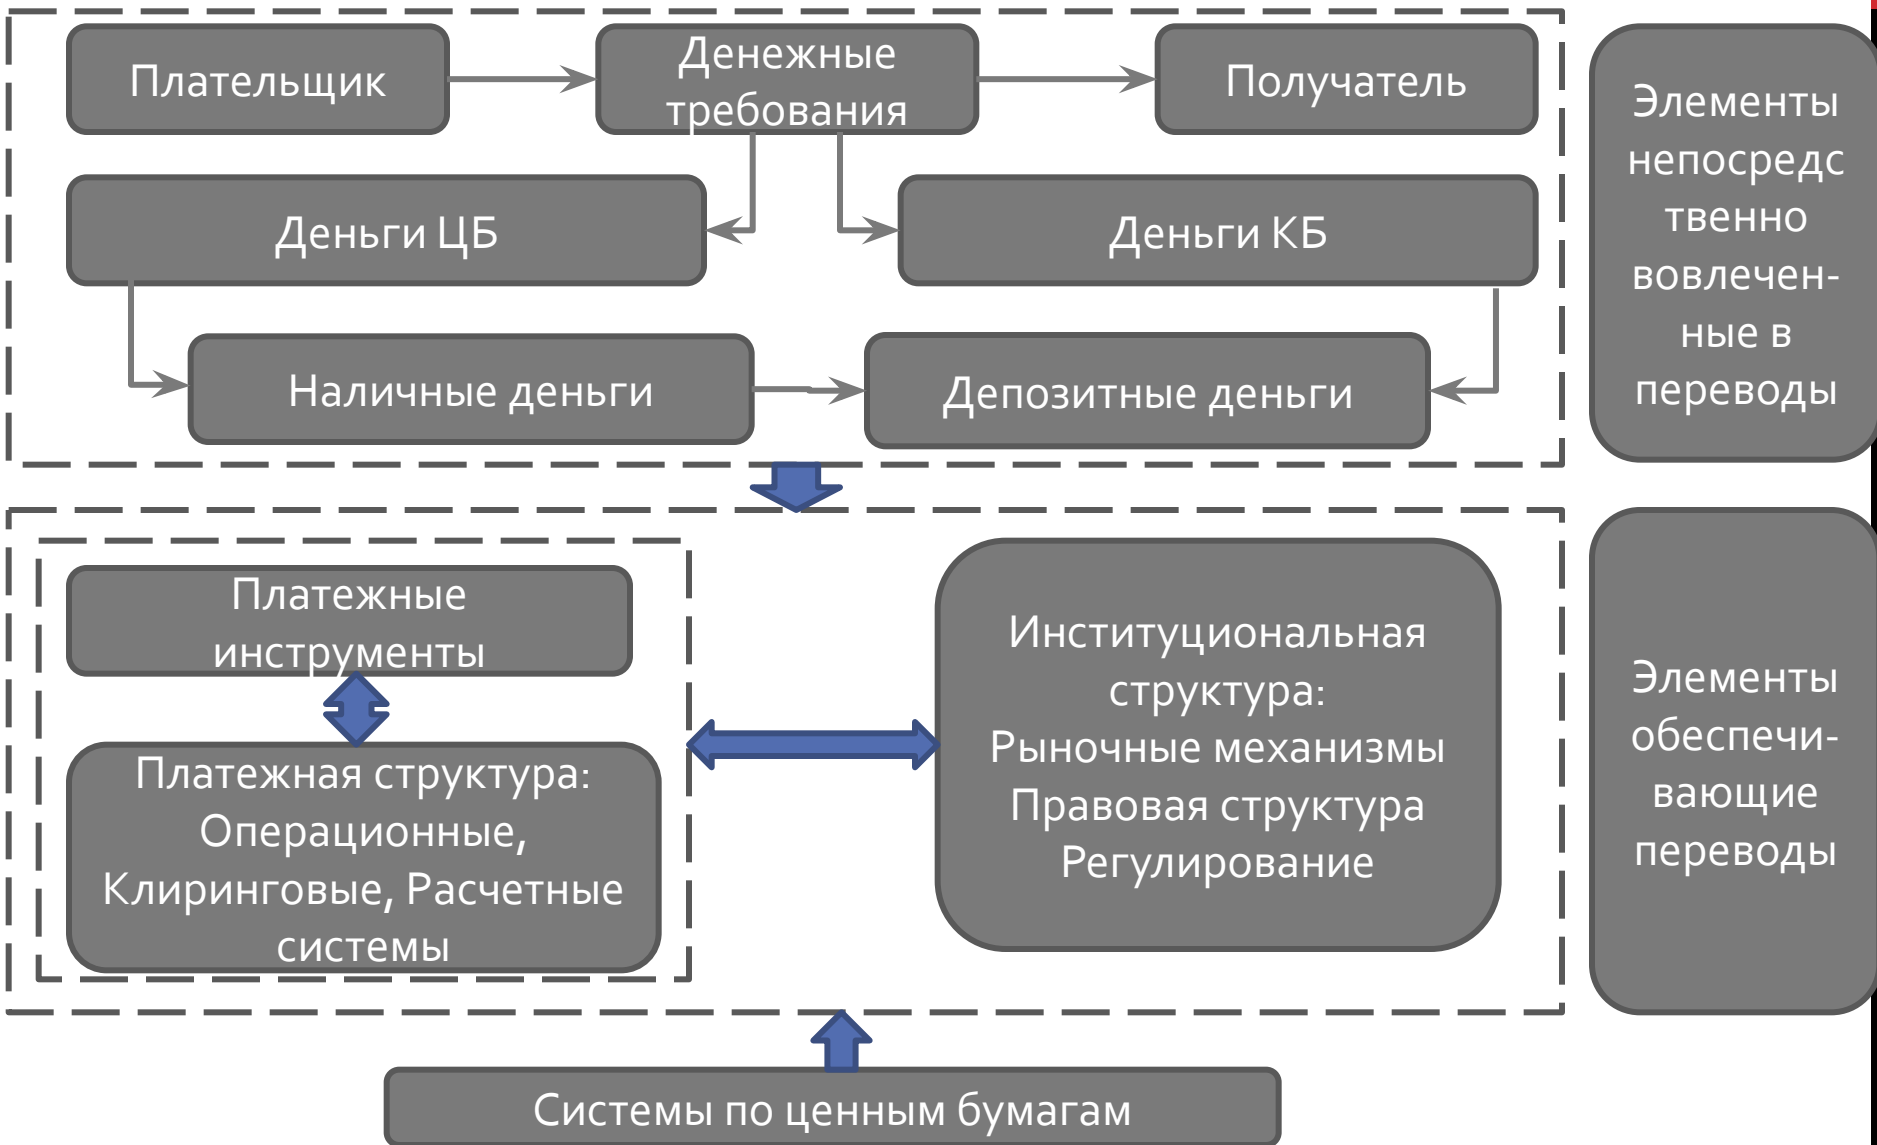 Плательщик
Денежные
требования
Получатель
Деньги ЦБ
Деньги КБ
Наличные деньги
Депозитные деньги
Элементы
непосредс
твенно
вовлечен-
ные в
переводы
Платежные
инструменты
Платежная структура:
Операционные,
Клиринговые, Расчетные
системы
Институциональная
структура:
Рыночные механизмы
Правовая структура
Регулирование
Элементы
обеспечи-
вающие
переводы
Системы по ценным бумагам